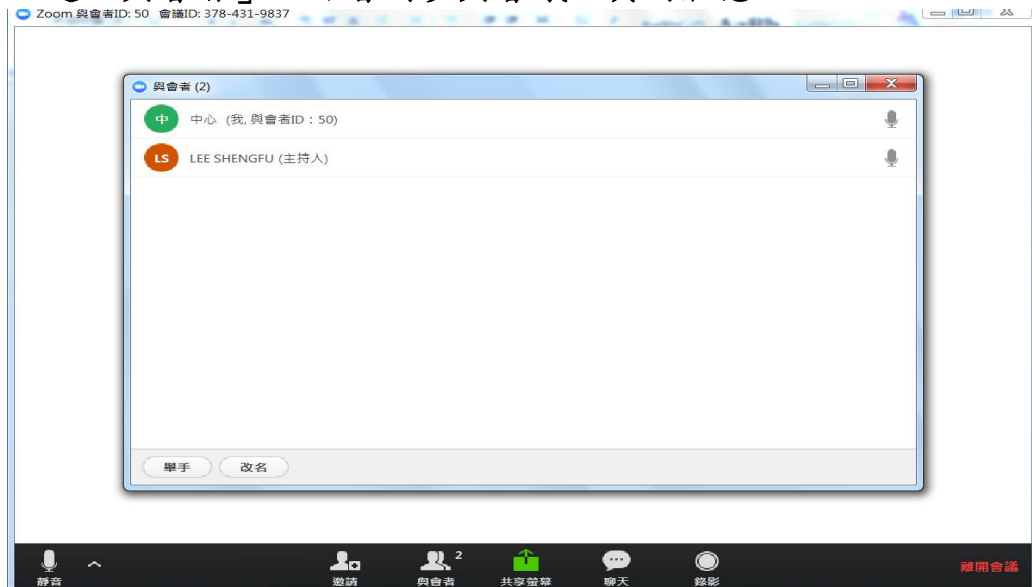 Zoom 與會者ID: 50 會議ID: 378-431-9837
與會者 (2)
中 中心 (我, 與會者ID：50)
LS LEE SHENGFU (主持人)
舉手 改名
2
靜音 邀請 與會者 共享螢幕 聊天 錄影 離開會議